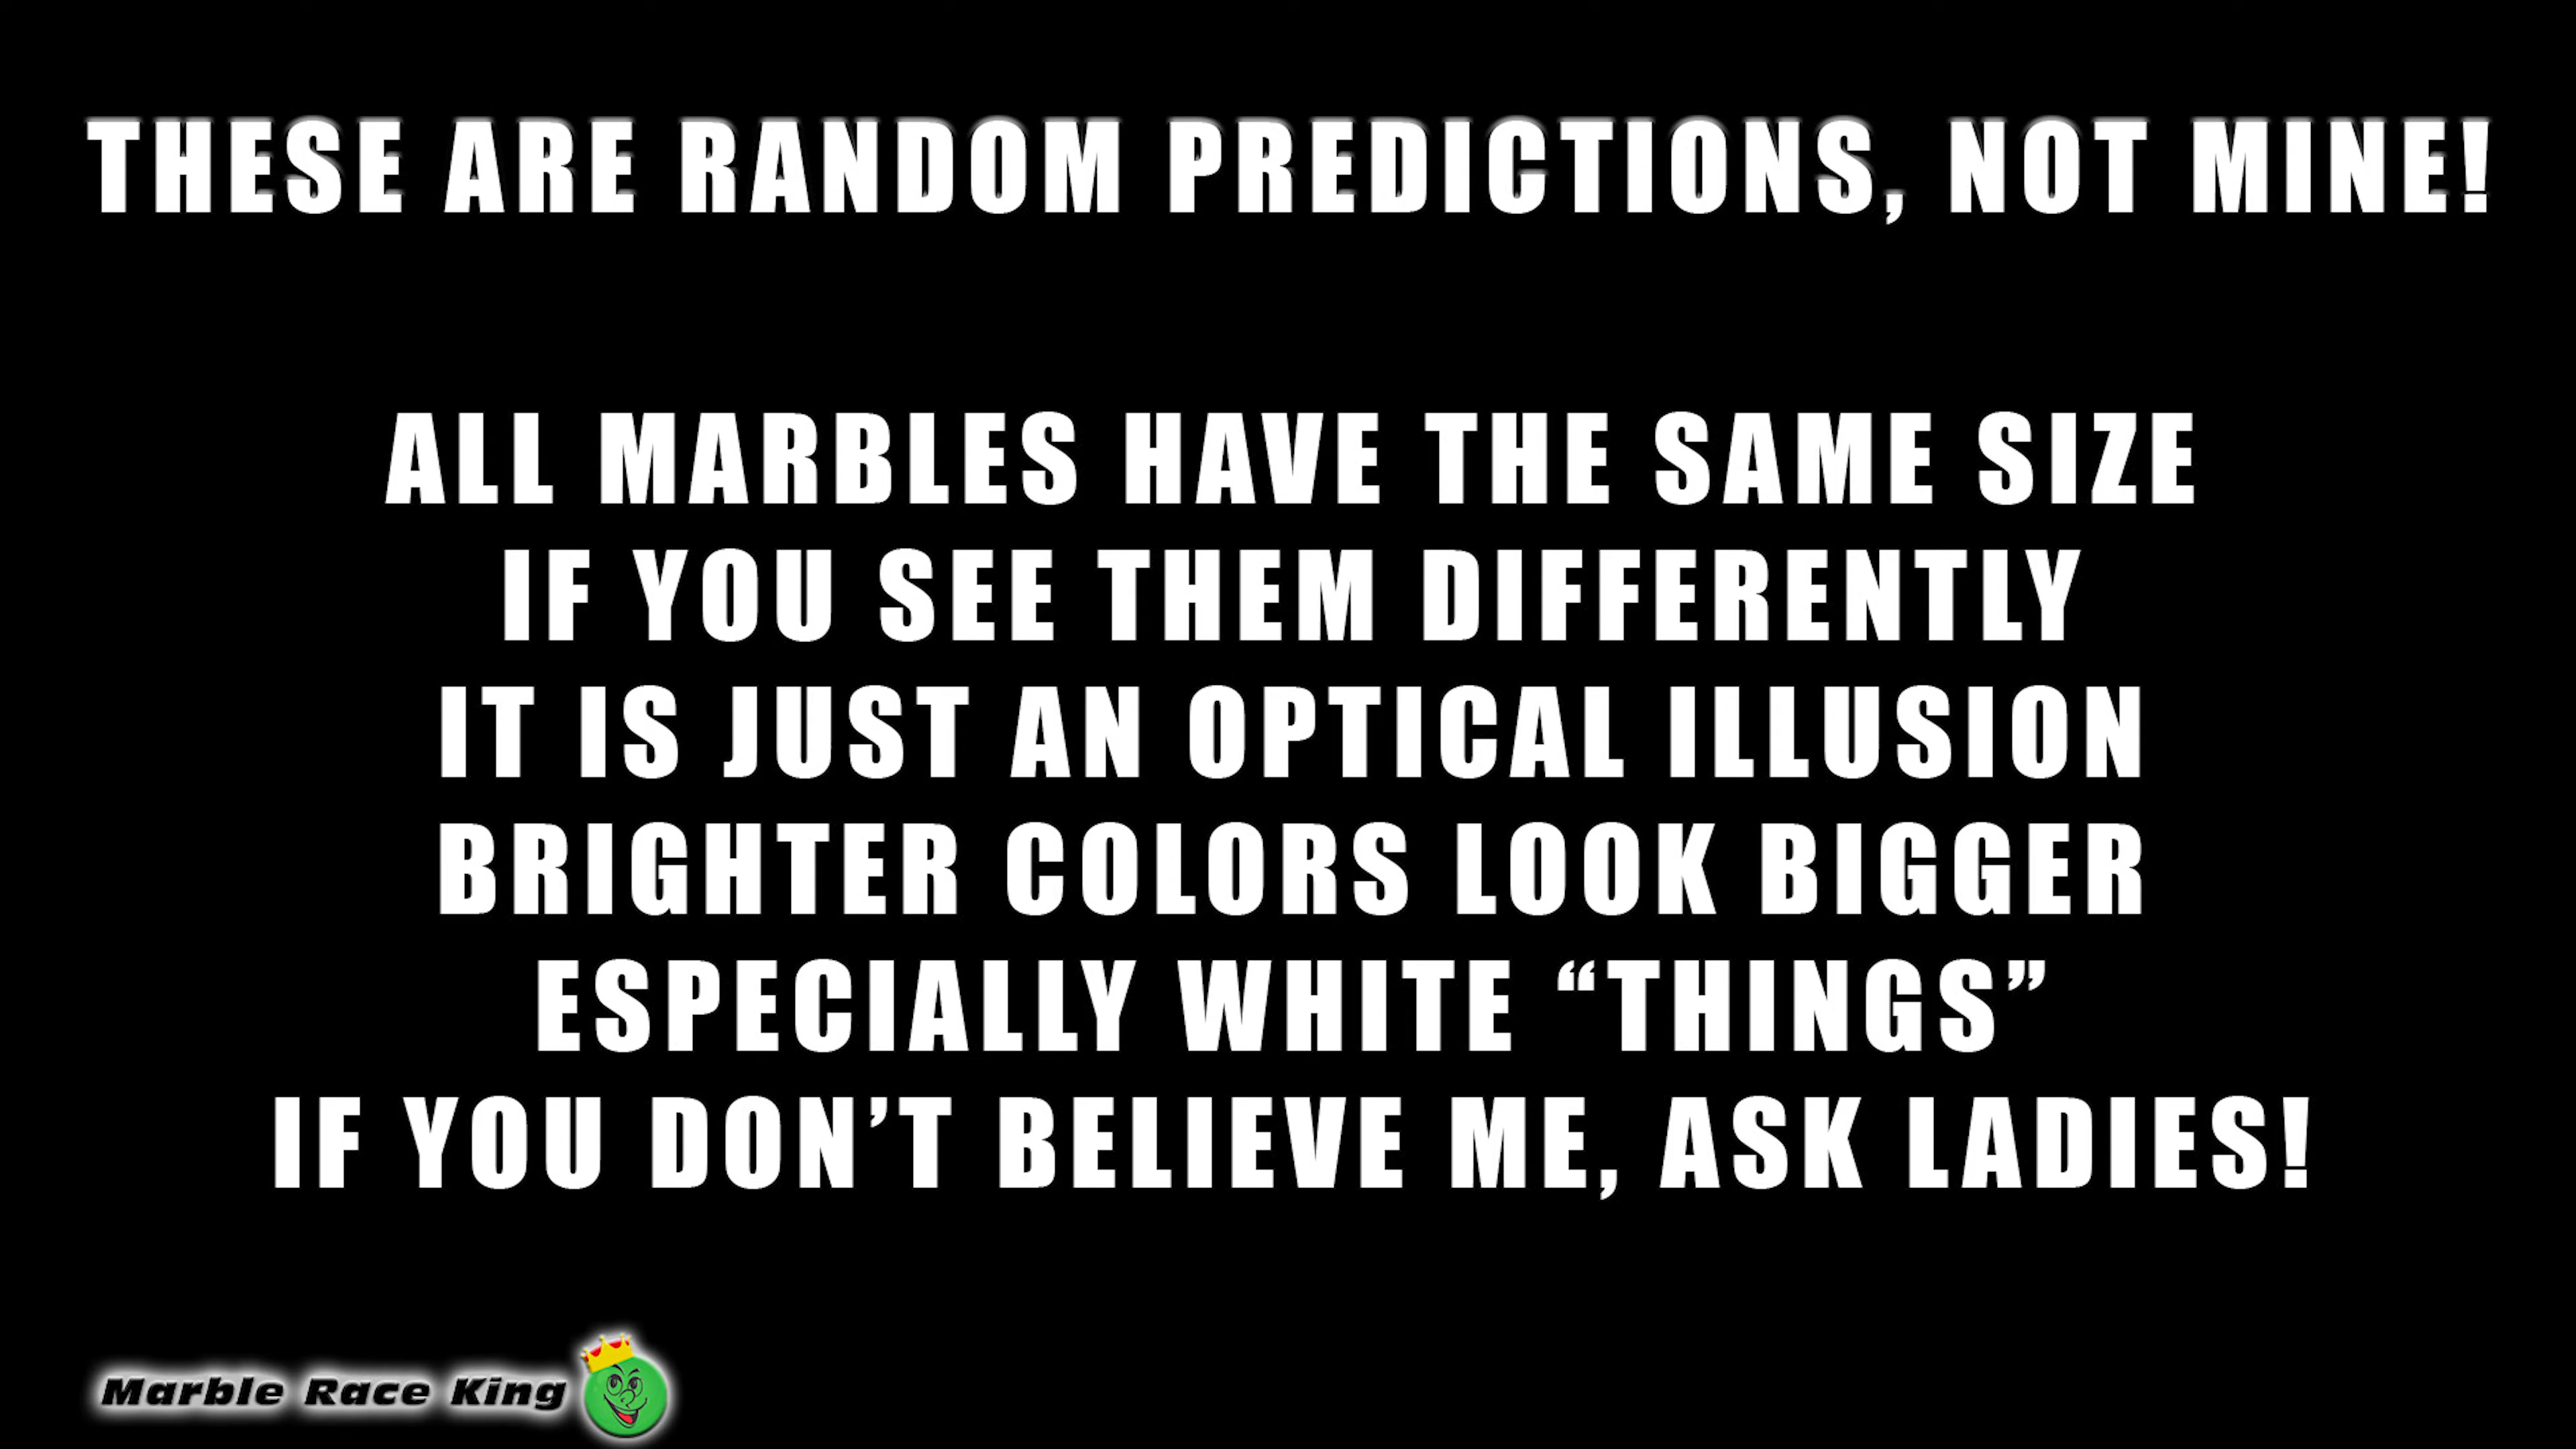 THESE ARE RANDOM PREDICTIONS, NOT MINE!
ALL MARBLES HAVE THE SAME SIZE
IF YOU SEE THEM DIFFERENTLY
IT IS JUST AN OPTICAL ILLUSION
BRIGHTER COLORS LOOK BIGGER
ESPECIALLY WHITE “THINGS”
IF YOU DON’T BELIEVE ME, ASK LADIES!
Marble Race King